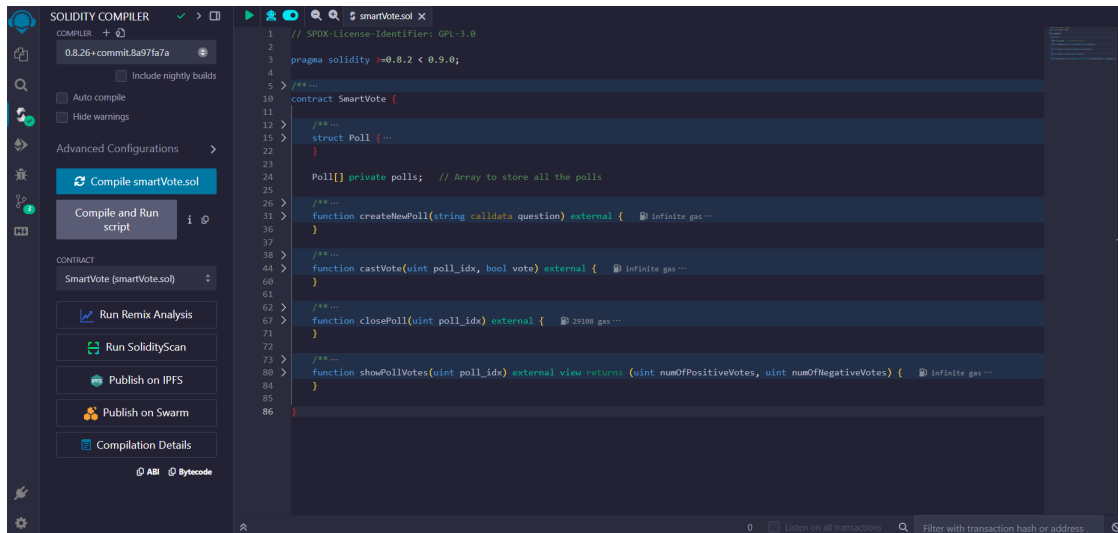 SOLIDITY COMPILER
COMPILER
0.8.26+commit.8a97fa7a
Include nightly builds
Auto compile
Hide warnings
Advanced Configurations
Compile smartVote.sol
Compile and Run
script
i
CONTRACT
SmartVote (smartVote.sol)
Run Remix Analysis
Run SolidityScan
Publish on IPFS
Publish on Swarm
Compilation Details
ABI Bytecode
3
smartVote.sol
1 // SPDX-License-Identifier: GPL-3.0
2
3 pragma solidity >=0.8.2 < 0.9.0;
4
5 /** ···
10 contract SmartVote {
11
12 /** ···
15 struct Poll { ···
22 }
23
24 Poll[] private polls; // Array to store all the polls
25
26 /** ···
31 function createNewPoll(string calldata question) external { infinite gas ···
36 }
37
38 /** ···
44 function castVote(uint poll_idx, bool vote) external { infinite gas ···
60 }
61
62 /** ···
67 function closePoll(uint poll_idx) external { 29108 gas ···
71 }
72
73 /** ···
80 function showPollVotes(uint poll_idx) external view returns (uint numOfPositiveVotes, uint numOfNegativeVotes) { infinite gas ···
84 }
85
86 }
0 Listen on all transactions Filter with transaction hash or address